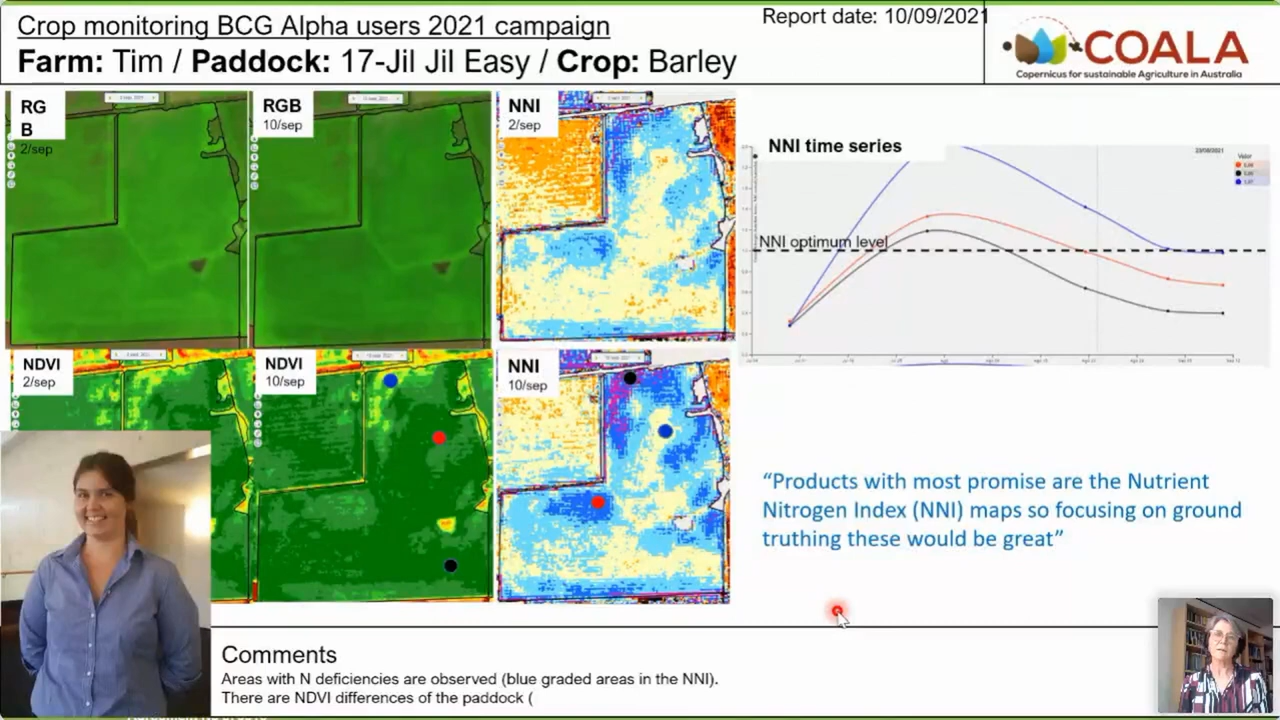 Crop monitoring BCG Alpha users 2021 campaign
Farm: Tim / Paddock: 17-Jil Jil Easy / Crop: Barley
Report date: 10/09/2021
COALA
Copernicus for sustainable Agriculture in Australia
RG
B
2/sep
RGB
10/sep
NNI
2/sep
NNI time series
23/08/2021
Valor
NNI optimum level
NDVI
2/sep
NDVI
10/sep
NNI
10/sep
“Products with most promise are the Nutrient
Nitrogen Index (NNI) maps so focusing on ground
truthing these would be great”
Comments
Areas with N deficiencies are observed (blue graded areas in the NNI).
There are NDVI differences of the paddock (